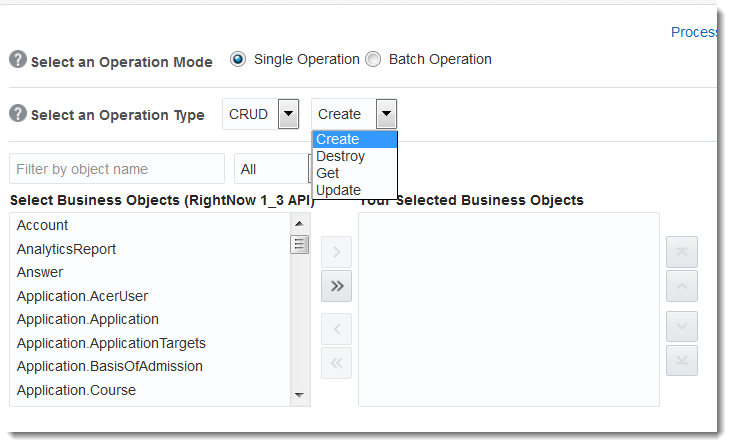 Process
? Select an Operation Mode Single Operation Batch Operation
? Select an Operation Type CRUD Create
Create
Destroy
Get
Update
Filter by object name All
Select Business Objects (RightNow 1_3 API) Your Selected Business Objects
Account
AnalyticsReport
Answer
Application.AcerUser
Application.Application
Application.ApplicationTargets
Application.BasisOfAdmission
Application.Course